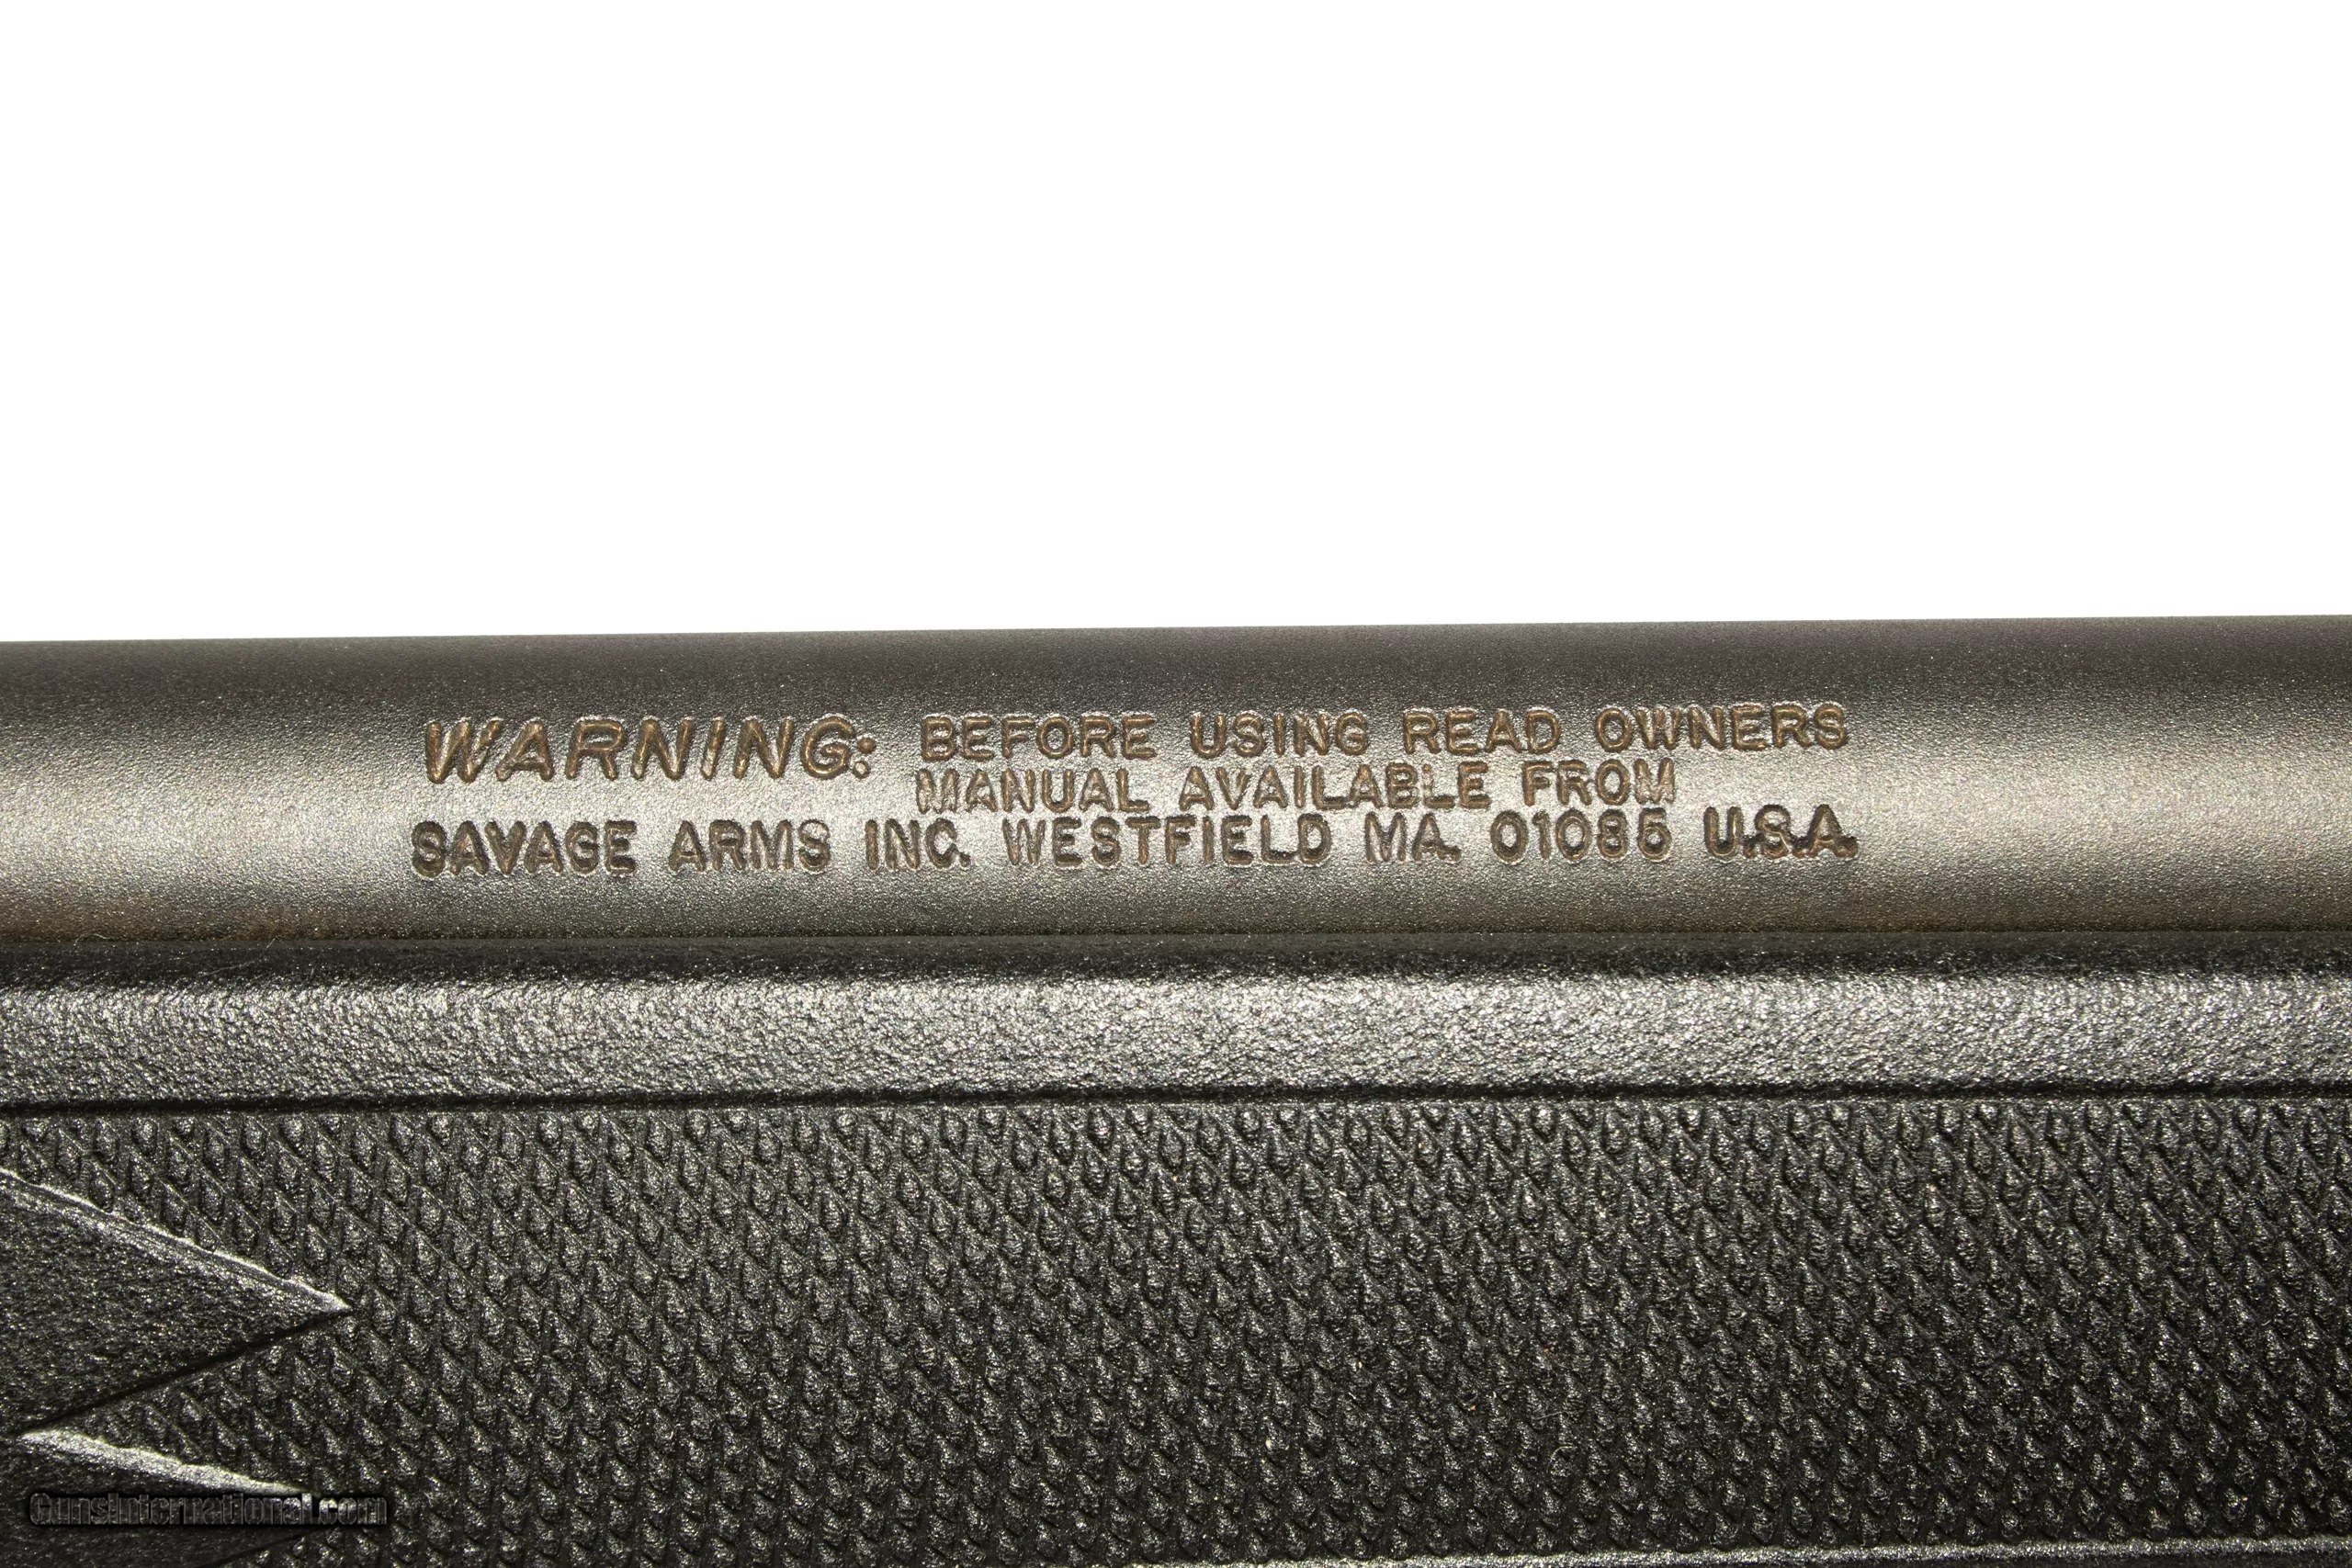 WARNING: BEFORE USING READ OWNERS
MANUAL AVAILABLE FROM
SAVAGE ARMS INC. WESTFIELD MA. 01085 U.S.A.
GunsInternational.com